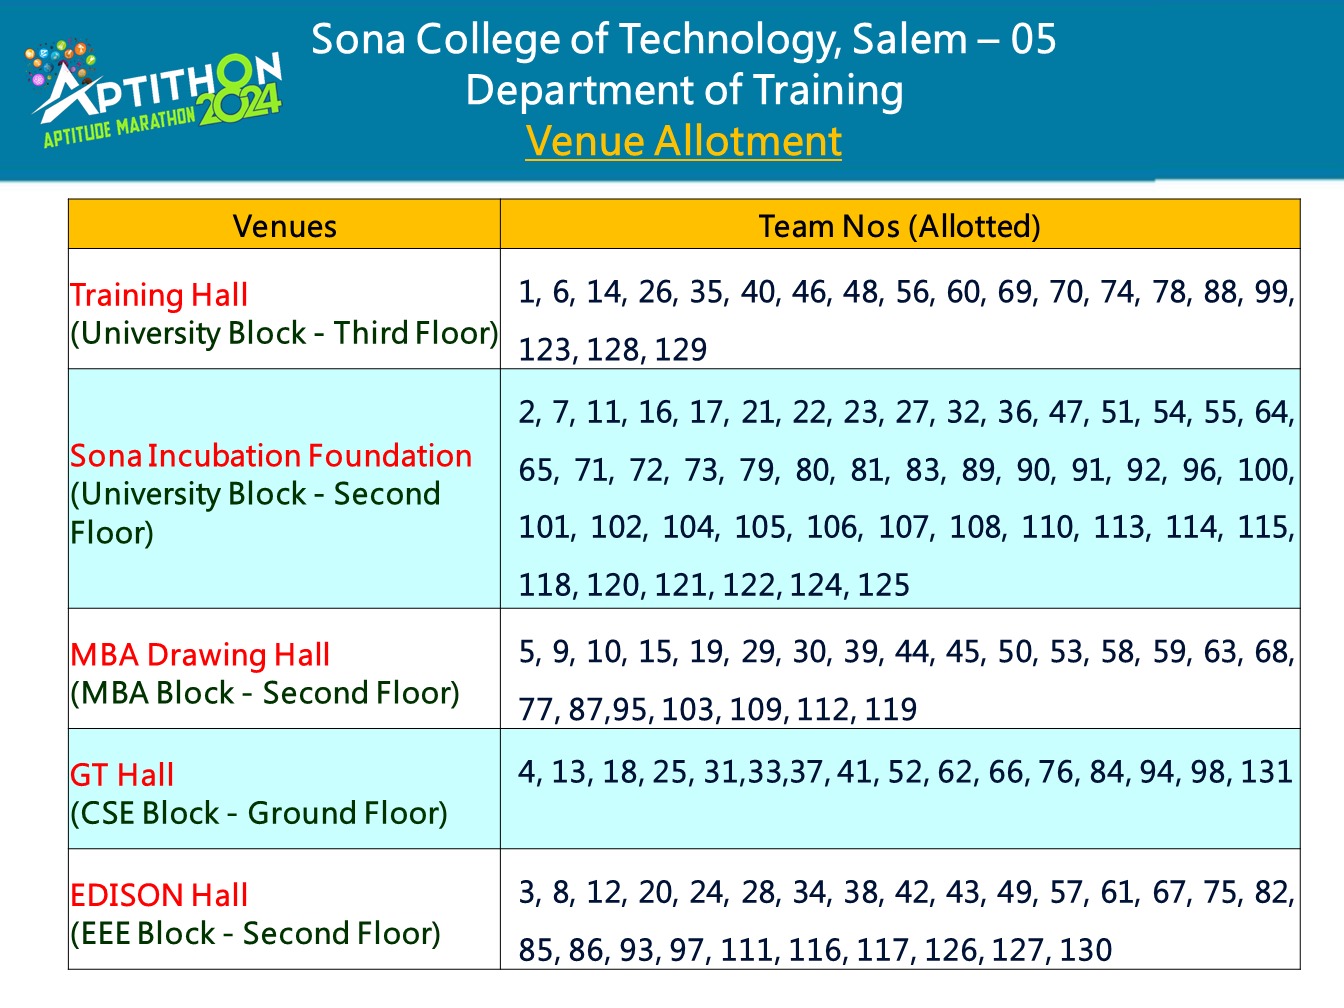 APTITHON
2024
APTITUDE MARATHON
Sona College of Technology, Salem – 05
Department of Training
Venue Allotment
Venues
Team Nos (Allotted)
Training Hall
(University Block - Third Floor)
1, 6, 14, 26, 35, 40, 46, 48, 56, 60, 69, 70, 74, 78, 88, 99,
123, 128, 129
Sona Incubation Foundation
(University Block - Second
Floor)
2, 7, 11, 16, 17, 21, 22, 23, 27, 32, 36, 47, 51, 54, 55, 64,
65, 71, 72, 73, 79, 80, 81, 83, 89, 90, 91, 92, 96, 100,
101, 102, 104, 105, 106, 107, 108, 110, 113, 114, 115,
118, 120, 121, 122, 124, 125
MBA Drawing Hall
(MBA Block - Second Floor)
5, 9, 10, 15, 19, 29, 30, 39, 44, 45, 50, 53, 58, 59, 63, 68,
77, 87,95, 103, 109, 112, 119
GT Hall
(CSE Block - Ground Floor)
4, 13, 18, 25, 31,33,37, 41, 52, 62, 66, 76, 84, 94, 98, 131
EDISON Hall
(EEE Block - Second Floor)
3, 8, 12, 20, 24, 28, 34, 38, 42, 43, 49, 57, 61, 67, 75, 82,
85, 86, 93, 97, 111, 116, 117, 126, 127, 130